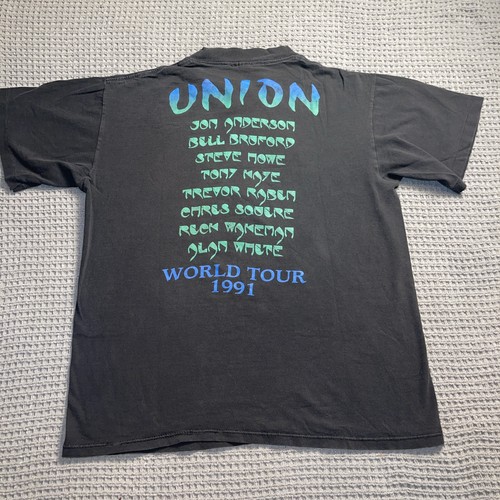 UNION
JON ANDERSON
BILL BRUFORD
STEVE HOWE
TONY KAYE
TREVOR RABIN
CHRIS SQUIRE
RICK WAKEMAN
ALAN WHITE
WORLD TOUR
1991